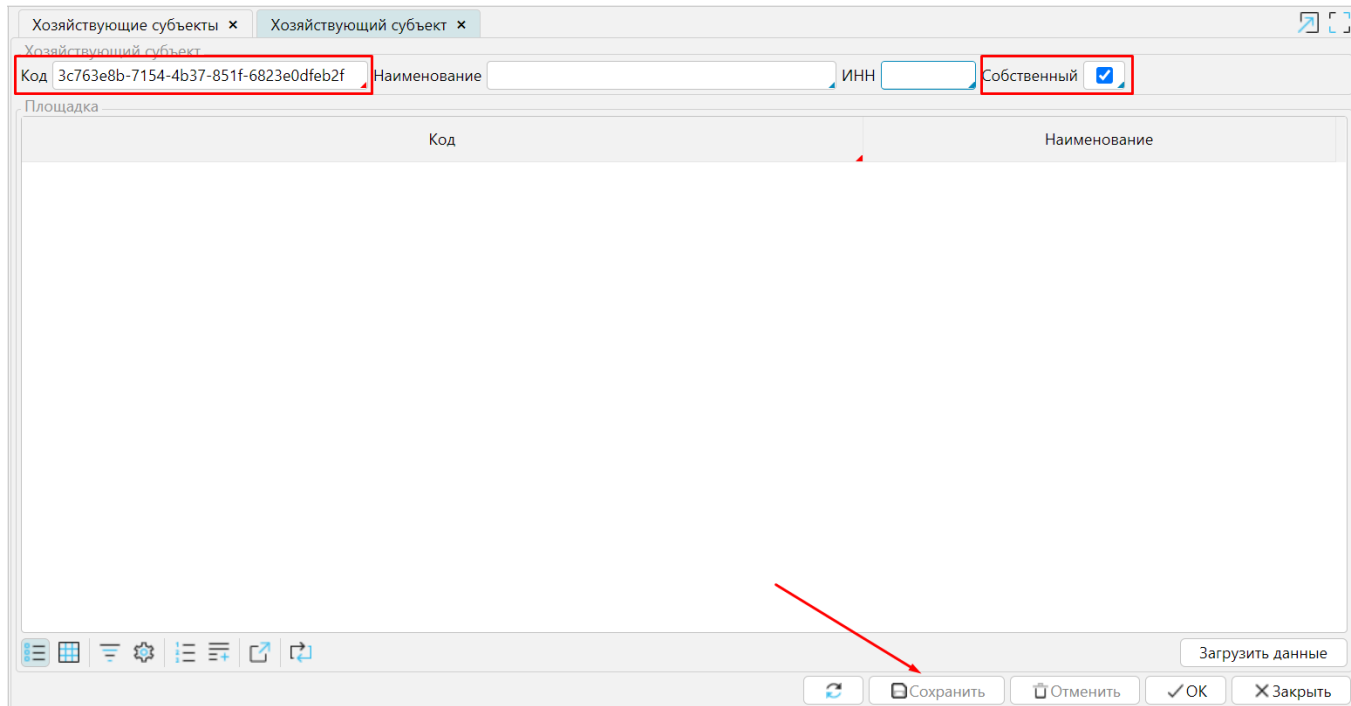 Хозяйствующие субъекты × Хозяйствующий субъект ×
Хозяйствующий субъект
Код 3c763e8b-7154-4b37-851f-6823e0dfeb2f Наименование ИНН Собственный
Площадка
Код Наименование
Загрузить данные
Сохранить Отменить OK Закрыть